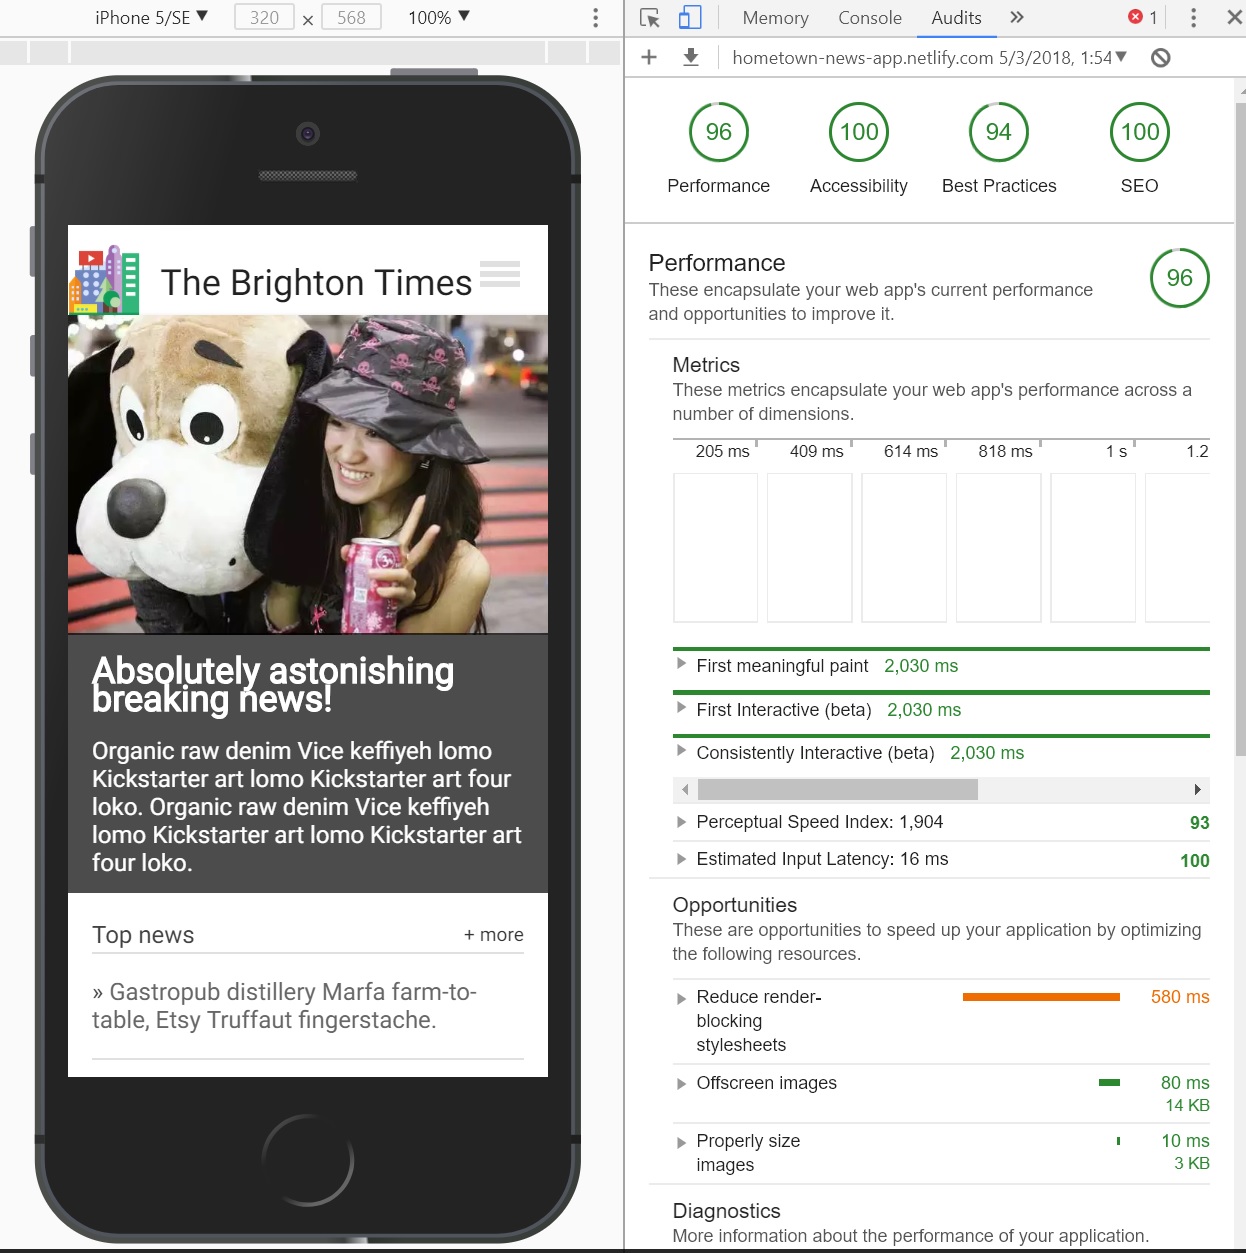 iPhone 5/SE ▼ 320 × 568 100% ▼
Memory Console Audits » 1
hometown-news-app.netlify.com 5/3/2018, 1:54 ▼
The Brighton Times
Absolutely astonishing
breaking news!
Organic raw denim Vice keffiyeh lomo
Kickstarter art lomo Kickstarter art four
loko. Organic raw denim Vice keffiyeh
lomo Kickstarter art lomo Kickstarter art
four loko.
Top news + more
» Gastropub distillery Marfa farm-to-
table, Etsy Truffaut fingerstache.
96 100 94 100
Performance Accessibility Best Practices SEO
Performance 96
These encapsulate your web app's current performance
and opportunities to improve it.
Metrics
These metrics encapsulate your web app's performance across a
number of dimensions.
205 ms 409 ms 614 ms 818 ms 1 s 1.2
First meaningful paint 2,030 ms
First Interactive (beta) 2,030 ms
Consistently Interactive (beta) 2,030 ms
Perceptual Speed Index: 1,904 93
Estimated Input Latency: 16 ms 100
Opportunities
These are opportunities to speed up your application by optimizing
the following resources.
Reduce render- 580 ms
blocking
stylesheets
Offscreen images 80 ms
14 KB
Properly size 10 ms
images 3 KB
Diagnostics
More information about the performance of your application.